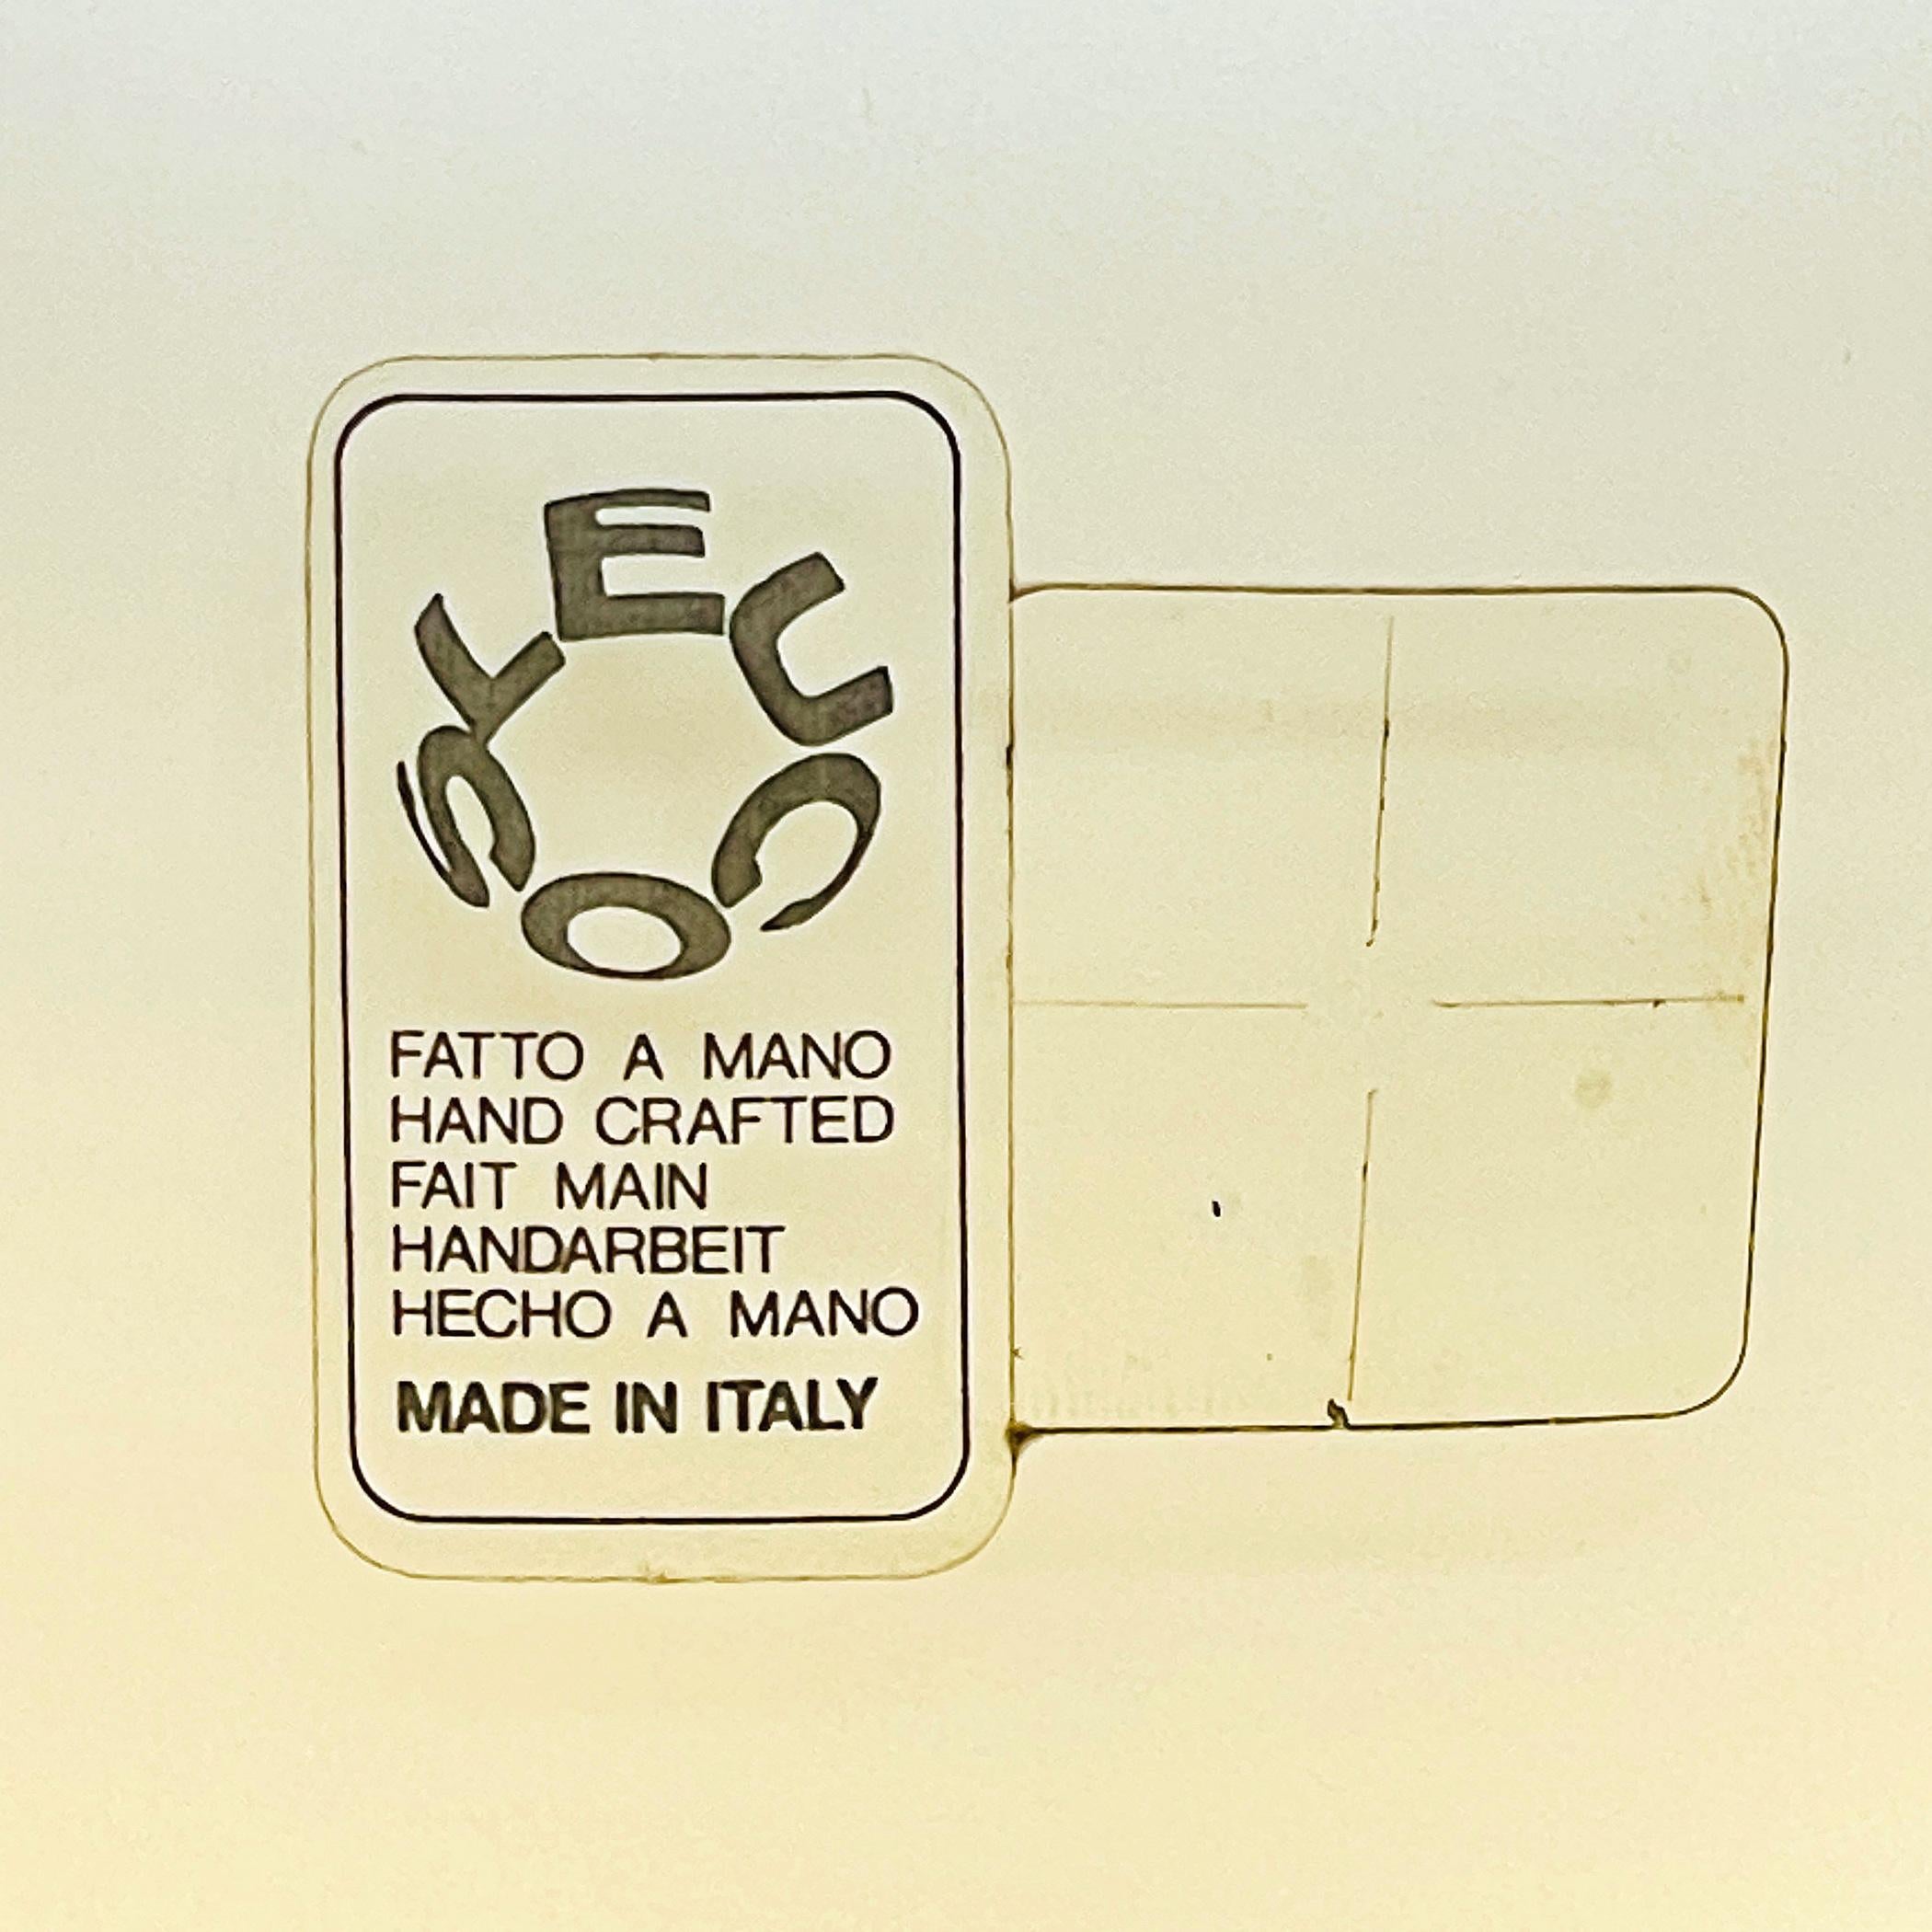 LEUCOS
FATTO A MANO
HAND CRAFTED
FAIT MAIN
HANDARBEIT
HECHO A MANO
MADE IN ITALY